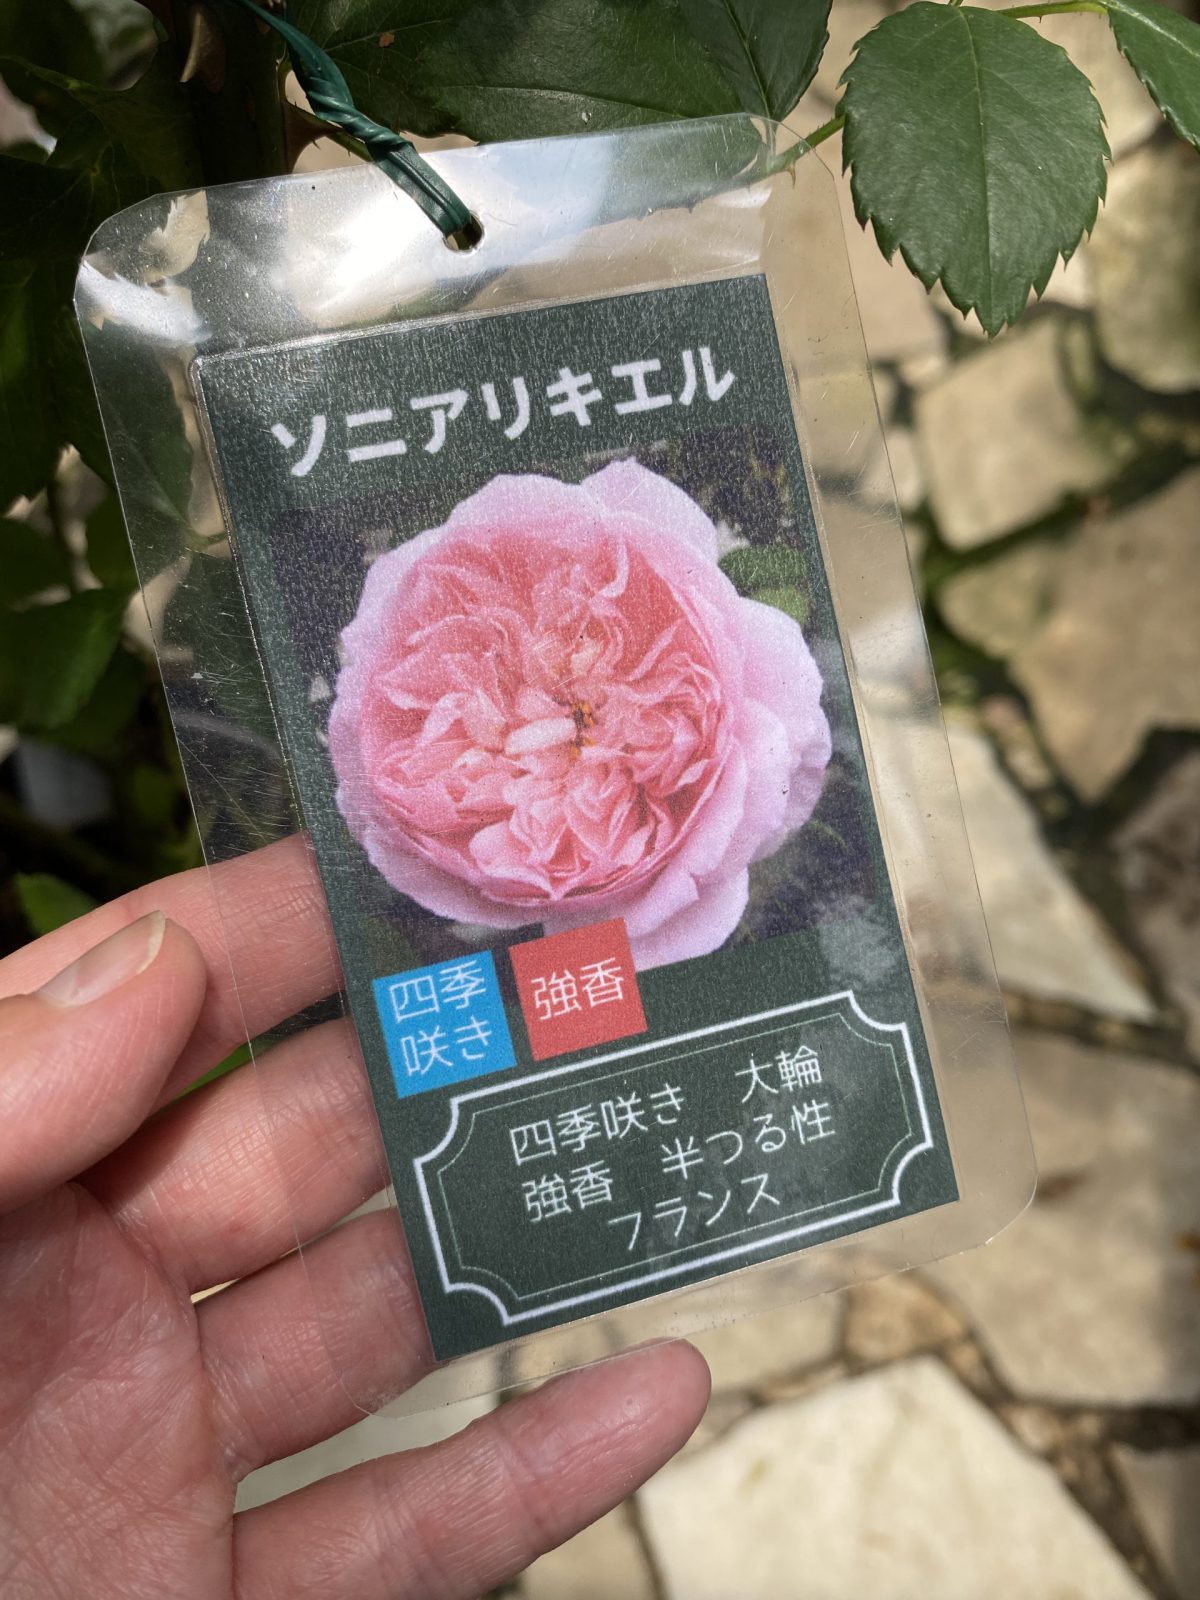 ソニアリキエル
四季
咲き
強香
四季咲き 大輪
強香 半つる性
フランス